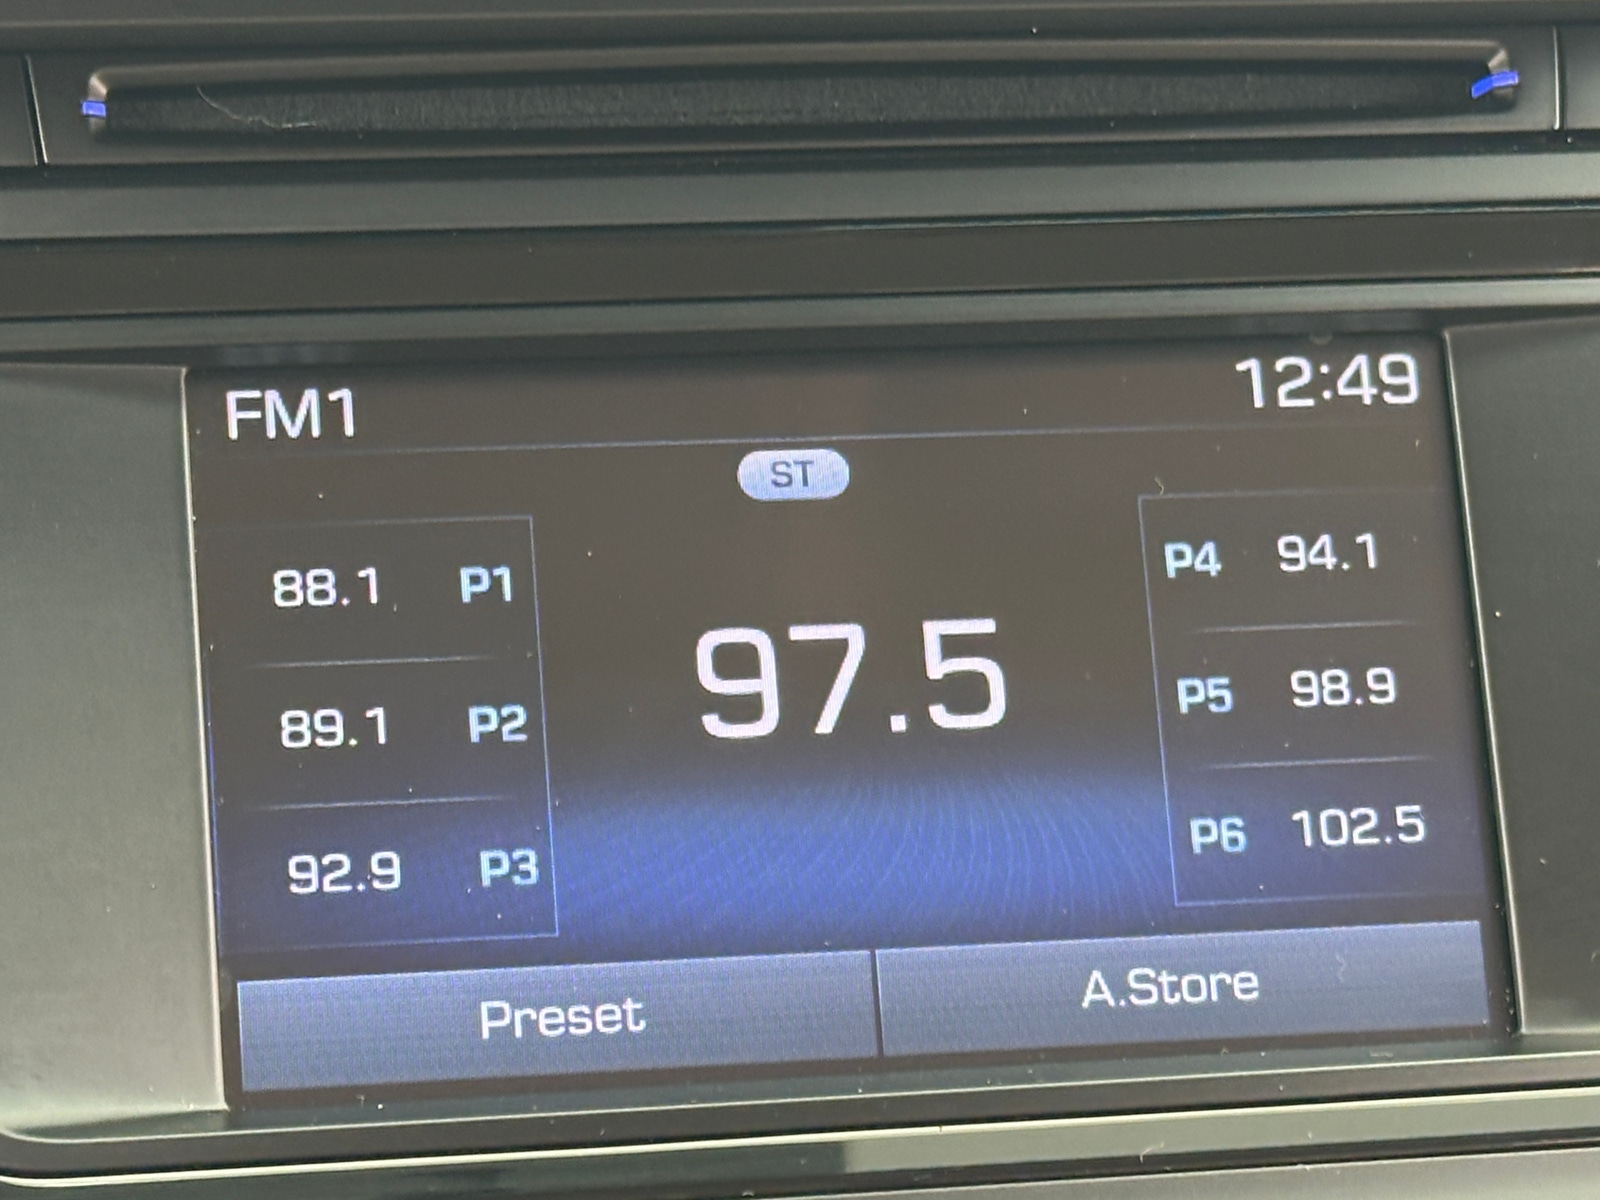 FM1 12:49
ST
88.1 P1
89.1 P2
92.9 P3
97.5
P4 94.1
P5 98.9
P6 102.5
Preset A.Store